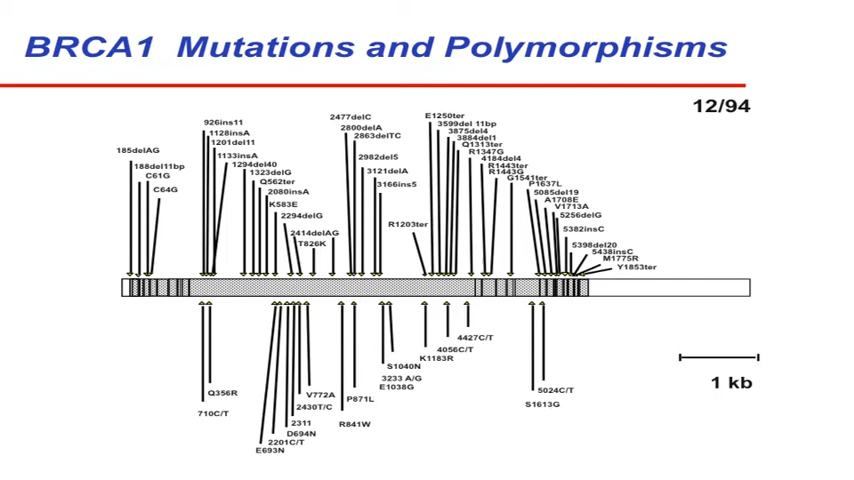 BRCA1 Mutations and Polymorphisms
12/94
185delAG
188del11bp
C61G
C64G
926ins11
1128insA
1201del11
1133insA
1294del40
1323delG
Q562ter
2080insA
K583E
2294delG
2414delAG
T826K
2477delC
2800delA
2863delTC
2982del5
3121delA
3166ins5
R1203ter
E1250ter
3599del 11bp
3875del4
3884del1
Q1313ter
R1347G
4184del4
R1443ter
R1443G
G1541ter
P1637L
5085del19
A1708E
V1713A
5256delG
5382insC
5398del20
5438insC
M1775R
Y1853ter
710C/T
Q356R
E693N
2201C/T
D694N
2311
2430T/C
V772A
R841W
P871L
3233 A/G
E1038G
S1040N
K1183R
4056C/T
4427C/T
S1613G
5024C/T
1 kb